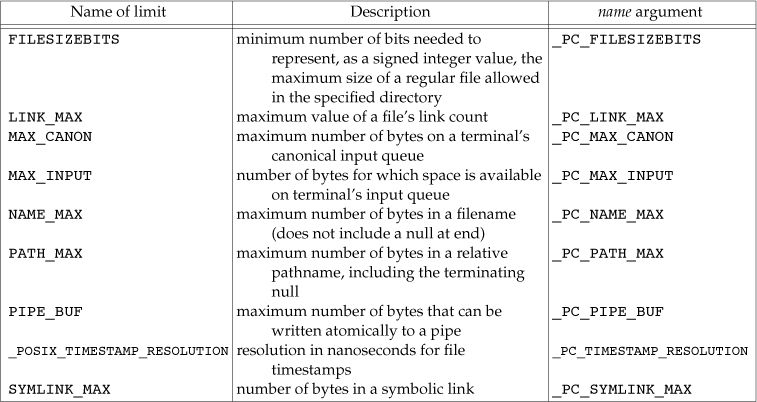 Name of limit Description name argument
FILESIZEBITS minimum number of bits needed to _PC_FILESIZEBITS
represent, as a signed integer value, the
maximum size of a regular file allowed
in the specified directory
LINK_MAX maximum value of a file's link count _PC_LINK_MAX
MAX_CANON maximum number of bytes on a terminal's _PC_MAX_CANON
canonical input queue
MAX_INPUT number of bytes for which space is available _PC_MAX_INPUT
on terminal's input queue
NAME_MAX maximum number of bytes in a filename _PC_NAME_MAX
(does not include a null at end)
PATH_MAX maximum number of bytes in a relative _PC_PATH_MAX
pathname, including the terminating
null
PIPE_BUF maximum number of bytes that can be _PC_PIPE_BUF
written atomically to a pipe
_POSIX_TIMESTAMP_RESOLUTION resolution in nanoseconds for file _PC_TIMESTAMP_RESOLUTION
timestamps
SYMLINK_MAX number of bytes in a symbolic link _PC_SYMLINK_MAX